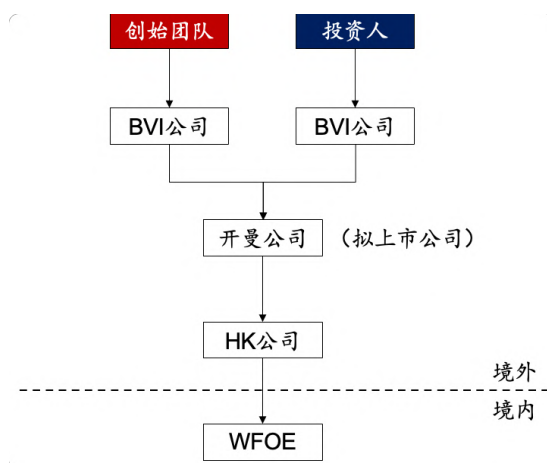 创始团队
投资人
BVI公司
BVI公司
开曼公司 （拟上市公司）
HK公司
境外
境内
WFOE